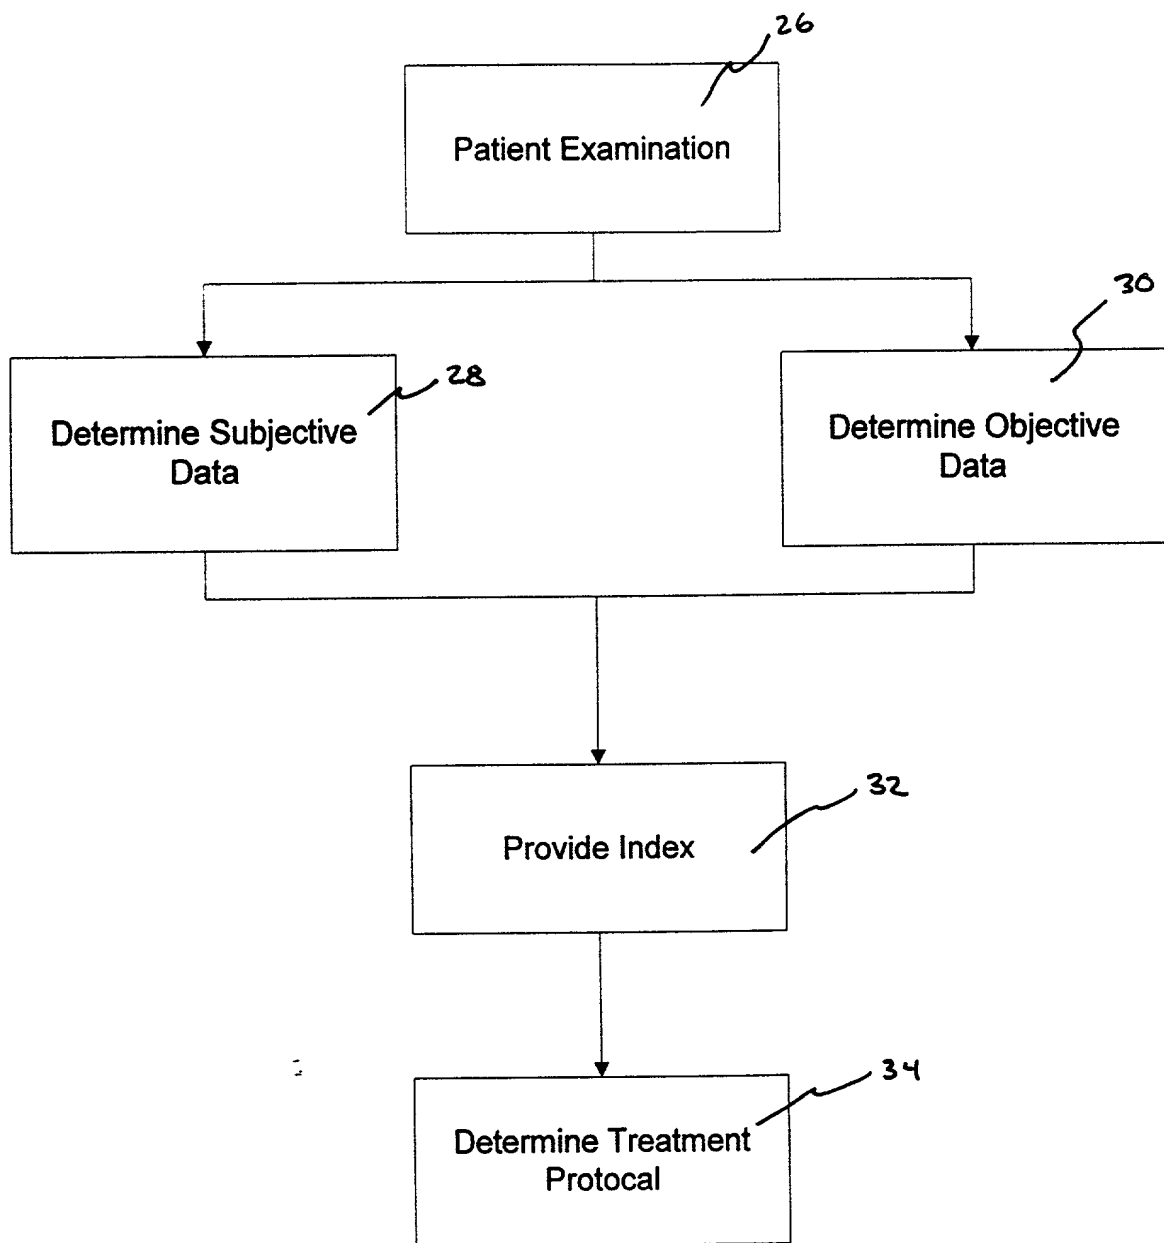 26
Patient Examination
30
28
Determine Subjective
Data
Determine Objective
Data
32
Provide Index
34
Determine Treatment
Protocal